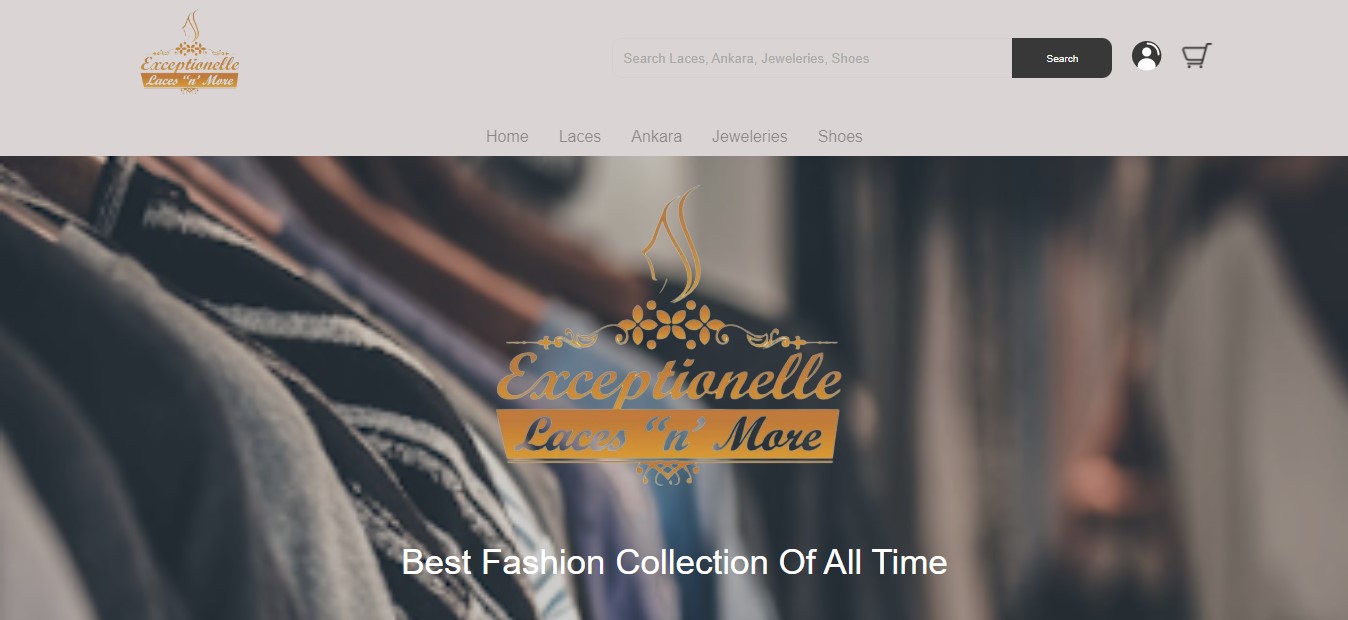 Exceptionelle
Laces “n’ More
Search Laces, Ankara, Jeweleries, Shoes
Search
Home Laces Ankara Jeweleries Shoes
Exceptionelle
Laces “n’ More
Best Fashion Collection Of All Time